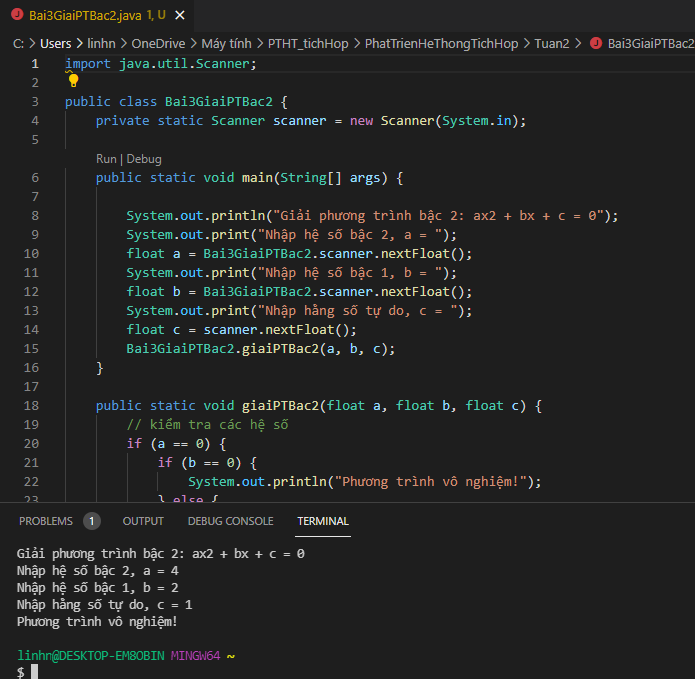 Bai3GiaiPTBac2.java 1, U
C: > Users > linhn > OneDrive > Máy tính > PTHT_tichHop > PhatTrienHeThongTichHop > Tuan2 > Bai3GiaiPTBac2
1 import java.util.Scanner;
2
3 public class Bai3GiaiPTBac2 {
4 private static Scanner scanner = new Scanner(System.in);
5
Run | Debug
6 public static void main(String[] args) {
7
8 System.out.println("Giải phương trình bậc 2: ax2 + bx + c = 0");
9 System.out.print("Nhập hệ số bậc 2, a = ");
10 float a = Bai3GiaiPTBac2.scanner.nextFloat();
11 System.out.print("Nhập hệ số bậc 1, b = ");
12 float b = Bai3GiaiPTBac2.scanner.nextFloat();
13 System.out.print("Nhập hằng số tự do, c = ");
14 float c = scanner.nextFloat();
15 Bai3GiaiPTBac2.giaiPTBac2(a, b, c);
16 }
17
18 public static void giaiPTBac2(float a, float b, float c) {
19 // kiểm tra các hệ số
20 if (a == 0) {
21 if (b == 0) {
22 System.out.println("Phương trình vô nghiệm!");
23 } else {
PROBLEMS 1 OUTPUT DEBUG CONSOLE TERMINAL
Giải phương trình bậc 2: ax2 + bx + c = 0
Nhập hệ số bậc 2, a = 4
Nhập hệ số bậc 1, b = 2
Nhập hằng số tự do, c = 1
Phương trình vô nghiệm!
linhn@DESKTOP-EM8OBIN MINGW64 ~
$